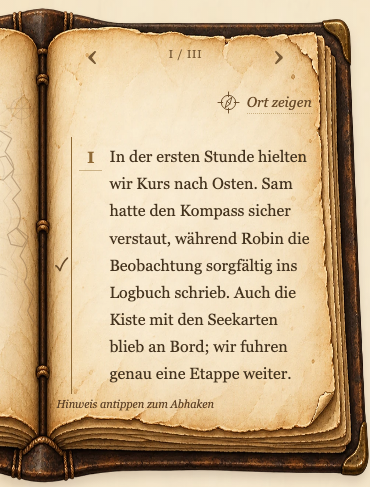 ‹ I / III ›
Ort zeigen
I In der ersten Stunde hielten
wir Kurs nach Osten. Sam
hatte den Kompass sicher
verstaut, während Robin die
Beobachtung sorgfältig ins
Logbuch schrieb. Auch die
Kiste mit den Seekarten
blieb an Bord; wir fuhren
genau eine Etappe weiter.
Hinweis antippen zum Abhaken